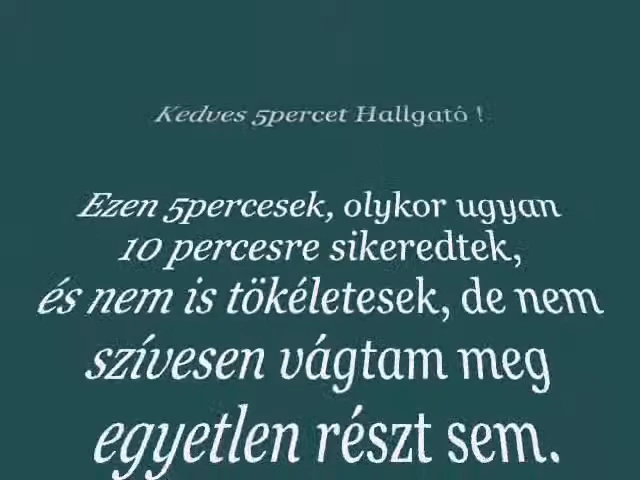 Kedves 5percet Hallgató !
Ezen 5percesek, olykor ugyan
10 percesre sikeredtek,
és nem is tökéletesek, de nem
szívesen vágtam meg
egyetlen részt sem.